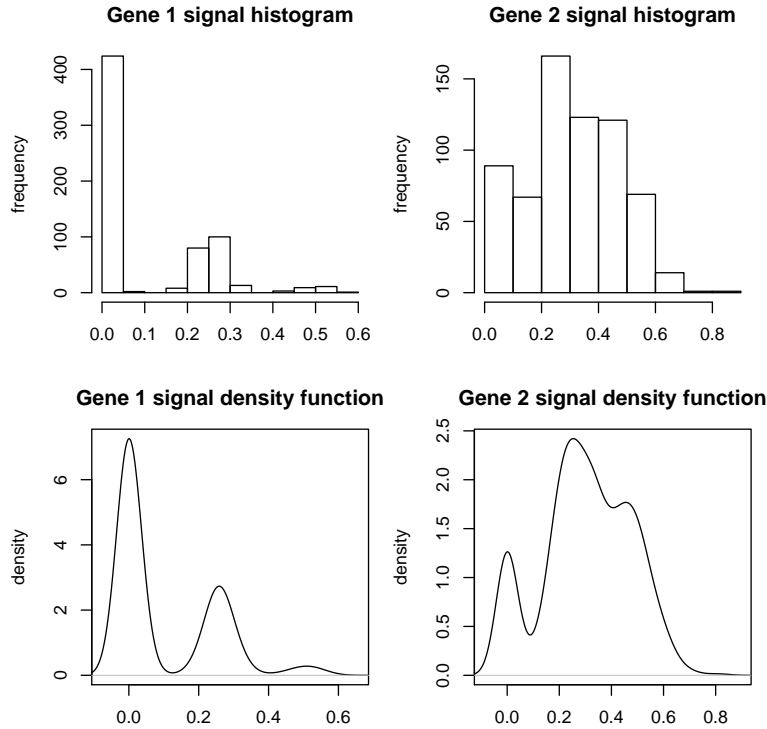 Gene 1 signal histogram
frequency
400
300
200
100
0
0.0 0.1 0.2 0.3 0.4 0.5 0.6
Gene 2 signal histogram
frequency
150
100
50
0
0.0 0.2 0.4 0.6 0.8
Gene 1 signal density function
density
6
4
2
0
0.0 0.2 0.4 0.6
Gene 2 signal density function
density
2.5
2.0
1.5
1.0
0.5
0.0
0.0 0.2 0.4 0.6 0.8